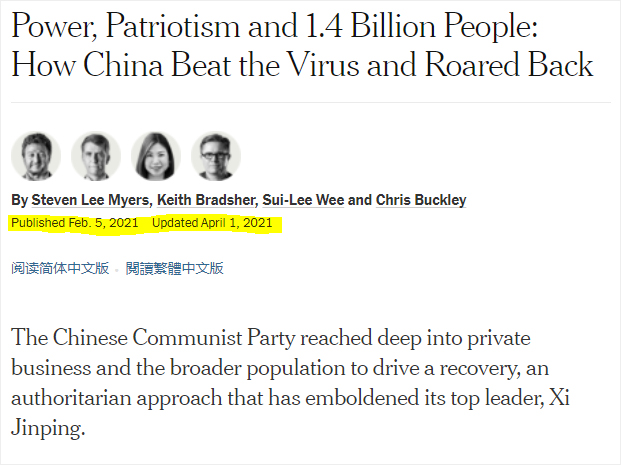 Power, Patriotism and 1.4 Billion People:
How China Beat the Virus and Roared Back
By Steven Lee Myers, Keith Bradsher, Sui-Lee Wee and Chris Buckley
Published Feb. 5, 2021 Updated April 1, 2021
阅读简体中文版 · 閱讀繁體中文版
The Chinese Communist Party reached deep into private
business and the broader population to drive a recovery, an
authoritarian approach that has emboldened its top leader, Xi
Jinping.